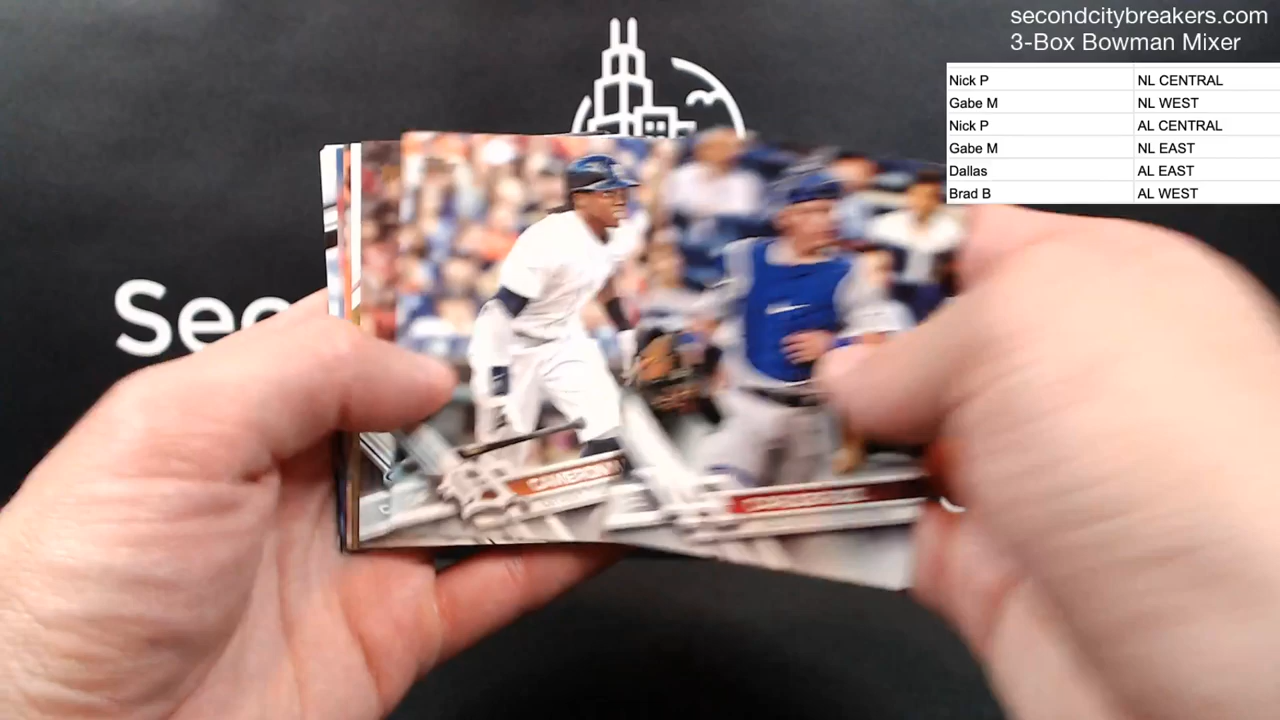 secondcitybreakers.com
3-Box Bowman Mixer
Nick P NL CENTRAL
Gabe M NL WEST
Nick P AL CENTRAL
Gabe M NL EAST
Dallas AL EAST
Brad B AL WEST
Sec
CAMERON